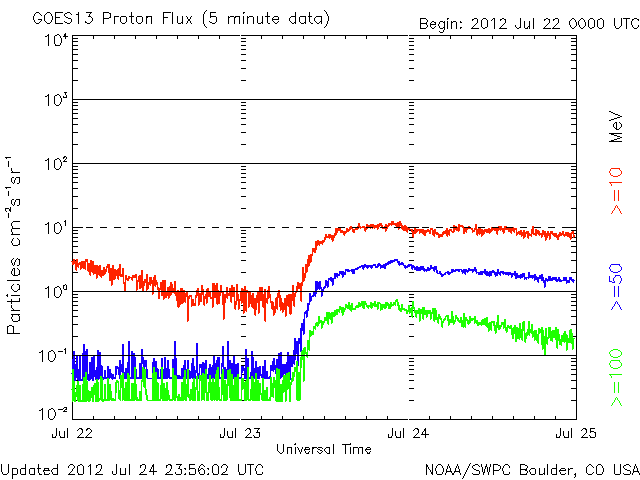 GOES13 Proton Flux (5 minute data)
Begin: 2012 Jul 22 0000 UTC
Particles cm⁻²s⁻¹sr⁻¹
10⁴
10³
10²
10¹
10⁰
10⁻¹
10⁻²
Jul 22
Jul 23
Jul 24
Jul 25
Universal Time
MeV
>=10
>=50
>=100
Updated 2012 Jul 24 23:56:02 UTC
NOAA/SWPC Boulder, CO USA